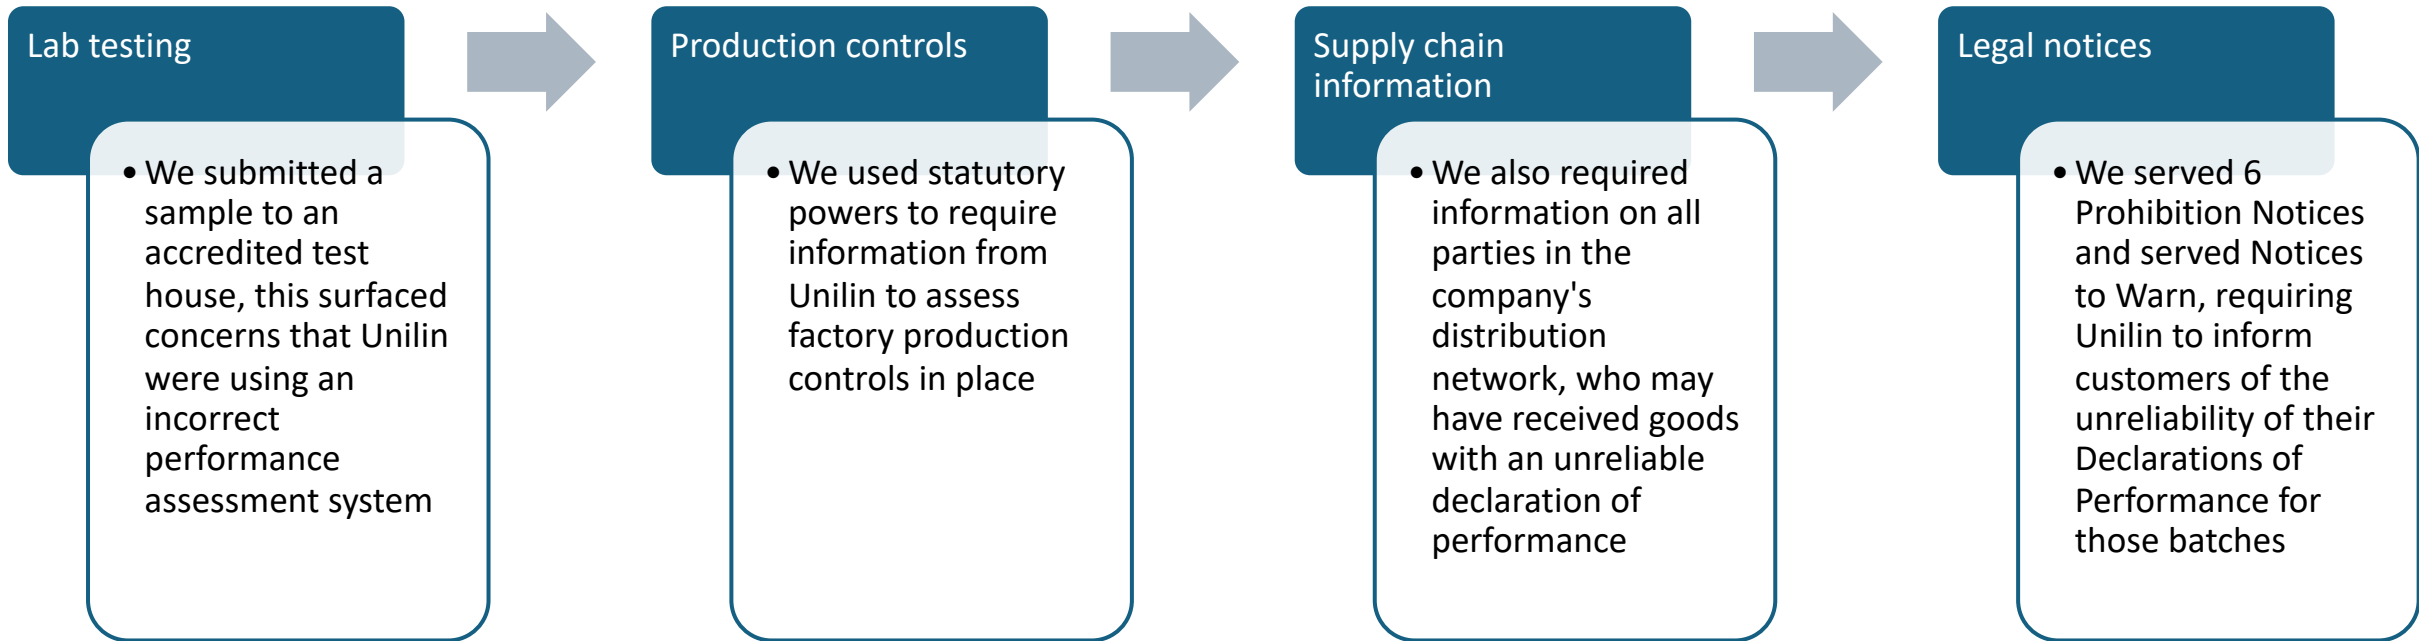 Lab testing
• We submitted a
sample to an
accredited test
house, this surfaced
concerns that Unilin
were using an
incorrect
performance
assessment system
Production controls
• We used statutory
powers to require
information from
Unilin to assess
factory production
controls in place
Supply chain
information
• We also required
information on all
parties in the
company's
distribution
network, who may
have received goods
with an unreliable
declaration of
performance
Legal notices
• We served 6
Prohibition Notices
and served Notices
to Warn, requiring
Unilin to inform
customers of the
unreliability of their
Declarations of
Performance for
those batches